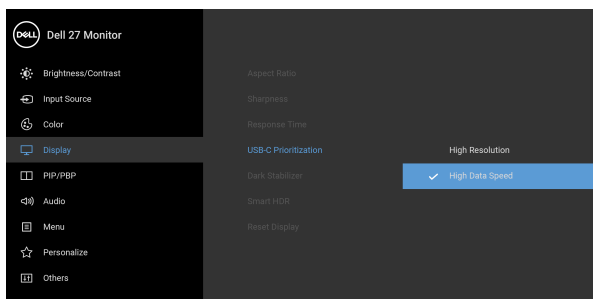 DELL
Dell 27 Monitor
Brightness/Contrast
Input Source
Color
Display
PIP/PBP
Audio
Menu
Personalize
Others
Aspect Ratio
Sharpness
Response Time
USB-C Prioritization
Dark Stabilizer
Smart HDR
Reset Display
High Resolution
High Data Speed